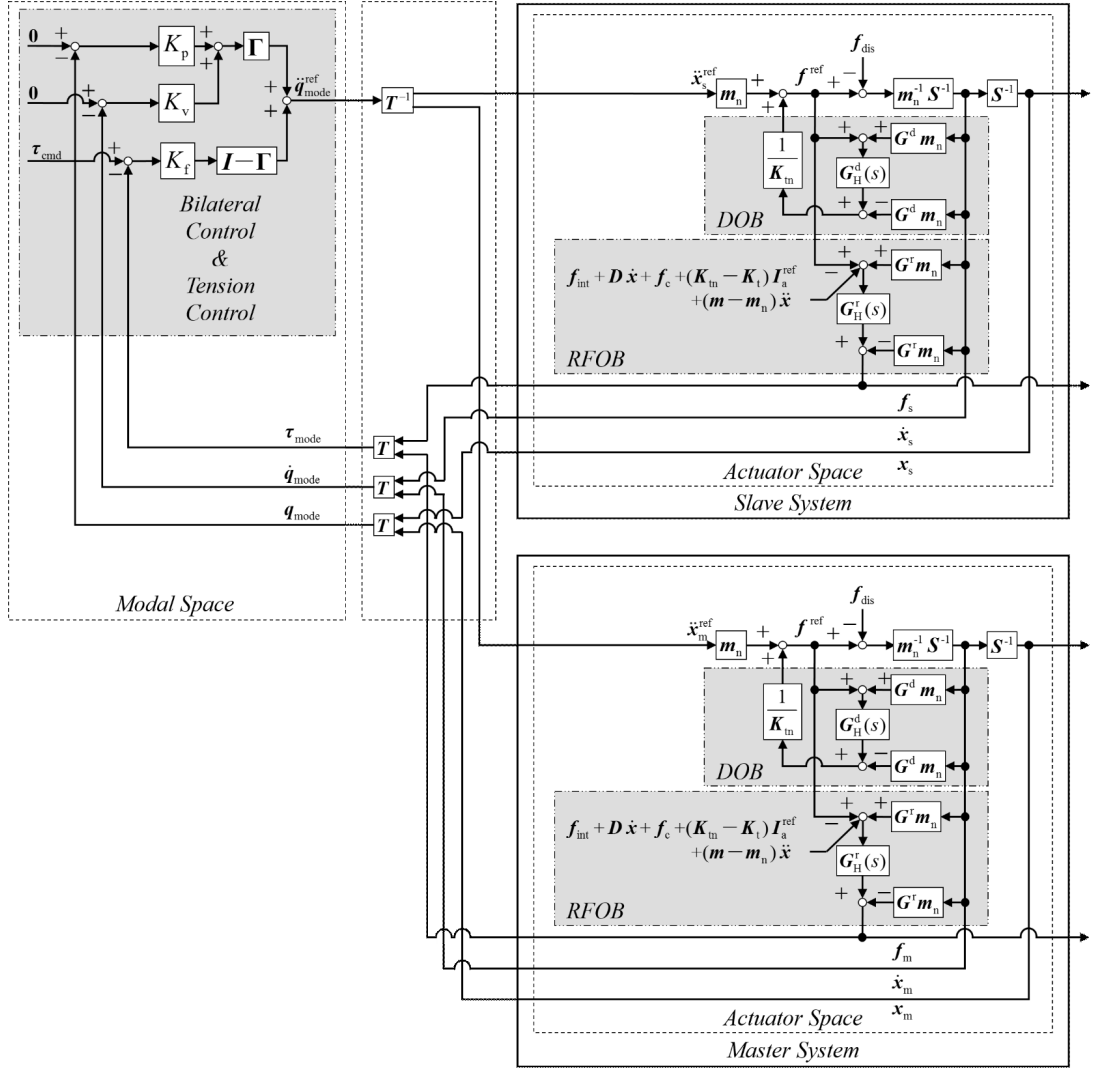 0
+
−
K_p
+
+
Γ
0
+
−
K_v
+
+
q̈_mode^ref
τ_cmd
+
−
K_f
I−Γ
Bilateral
Control
&
Tension
Control
T⁻¹
τ_mode
T
q̇_mode
T
q_mode
T
Modal Space
ẍ_s^ref
m_n
+
+
f^ref
+
−
f_dis
m_n⁻¹ S⁻¹
S⁻¹
1
K_tn
+
+
G^d m_n
G_H^d(s)
+
−
G^d m_n
DOB
f_int + D ẋ + f_c + (K_tn − K_t) I_a^ref
+(m − m_n) ẍ
+
−
+
G^r m_n
G_H^r(s)
+
−
G^r m_n
RFOB
f_s
ẋ_s
x_s
Actuator Space
Slave System
ẍ_m^ref
m_n
+
+
f^ref
+
−
f_dis
m_n⁻¹ S⁻¹
S⁻¹
1
K_tn
+
+
G^d m_n
G_H^d(s)
+
−
G^d m_n
DOB
f_int + D ẋ + f_c + (K_tn − K_t) I_a^ref
+(m − m_n) ẍ
+
−
+
G^r m_n
G_H^r(s)
+
−
G^r m_n
RFOB
f_m
ẋ_m
x_m
Actuator Space
Master System